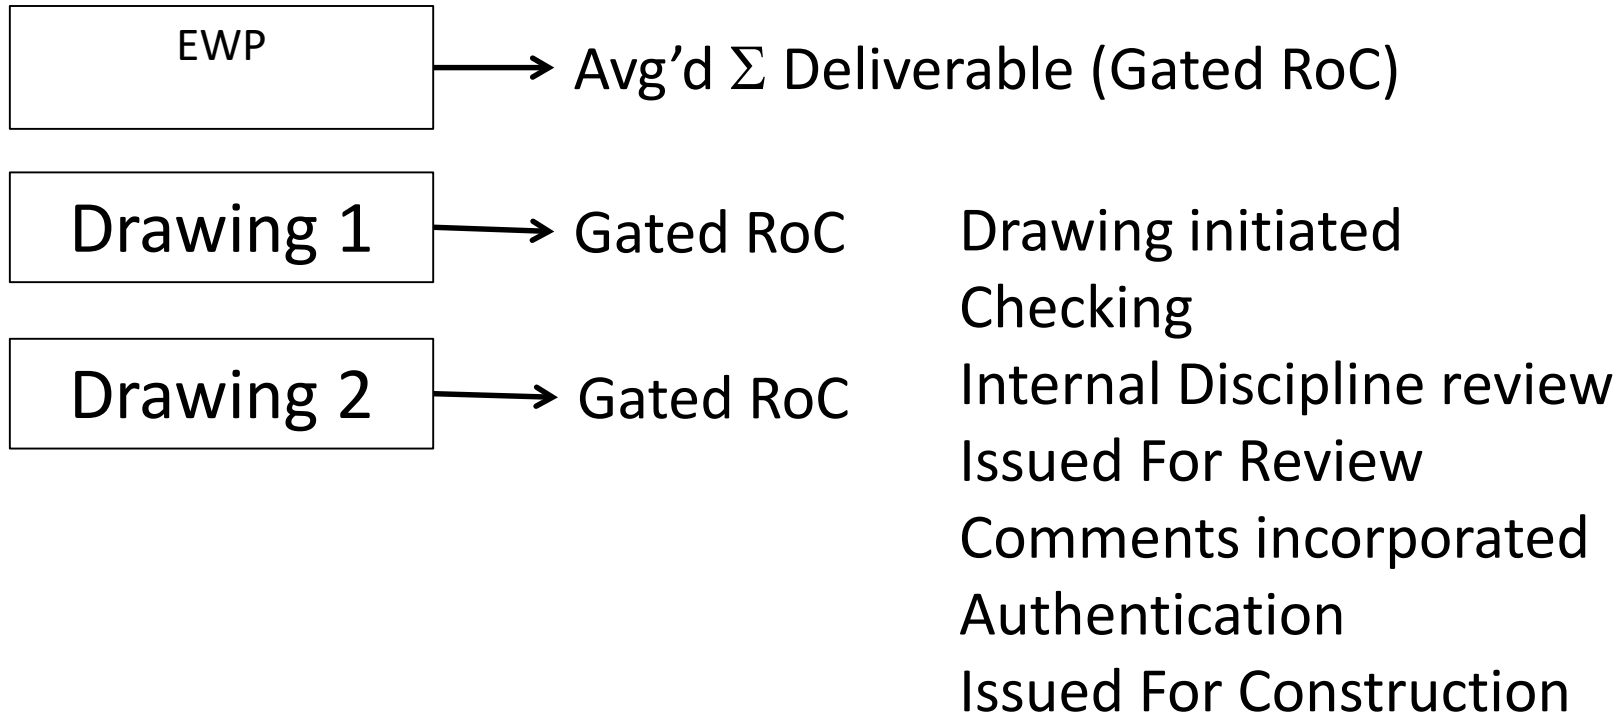 EWP
Avg’d Σ Deliverable (Gated RoC)
Drawing 1
Gated RoC
Drawing 2
Gated RoC
Drawing initiated
Checking
Internal Discipline review
Issued For Review
Comments incorporated
Authentication
Issued For Construction